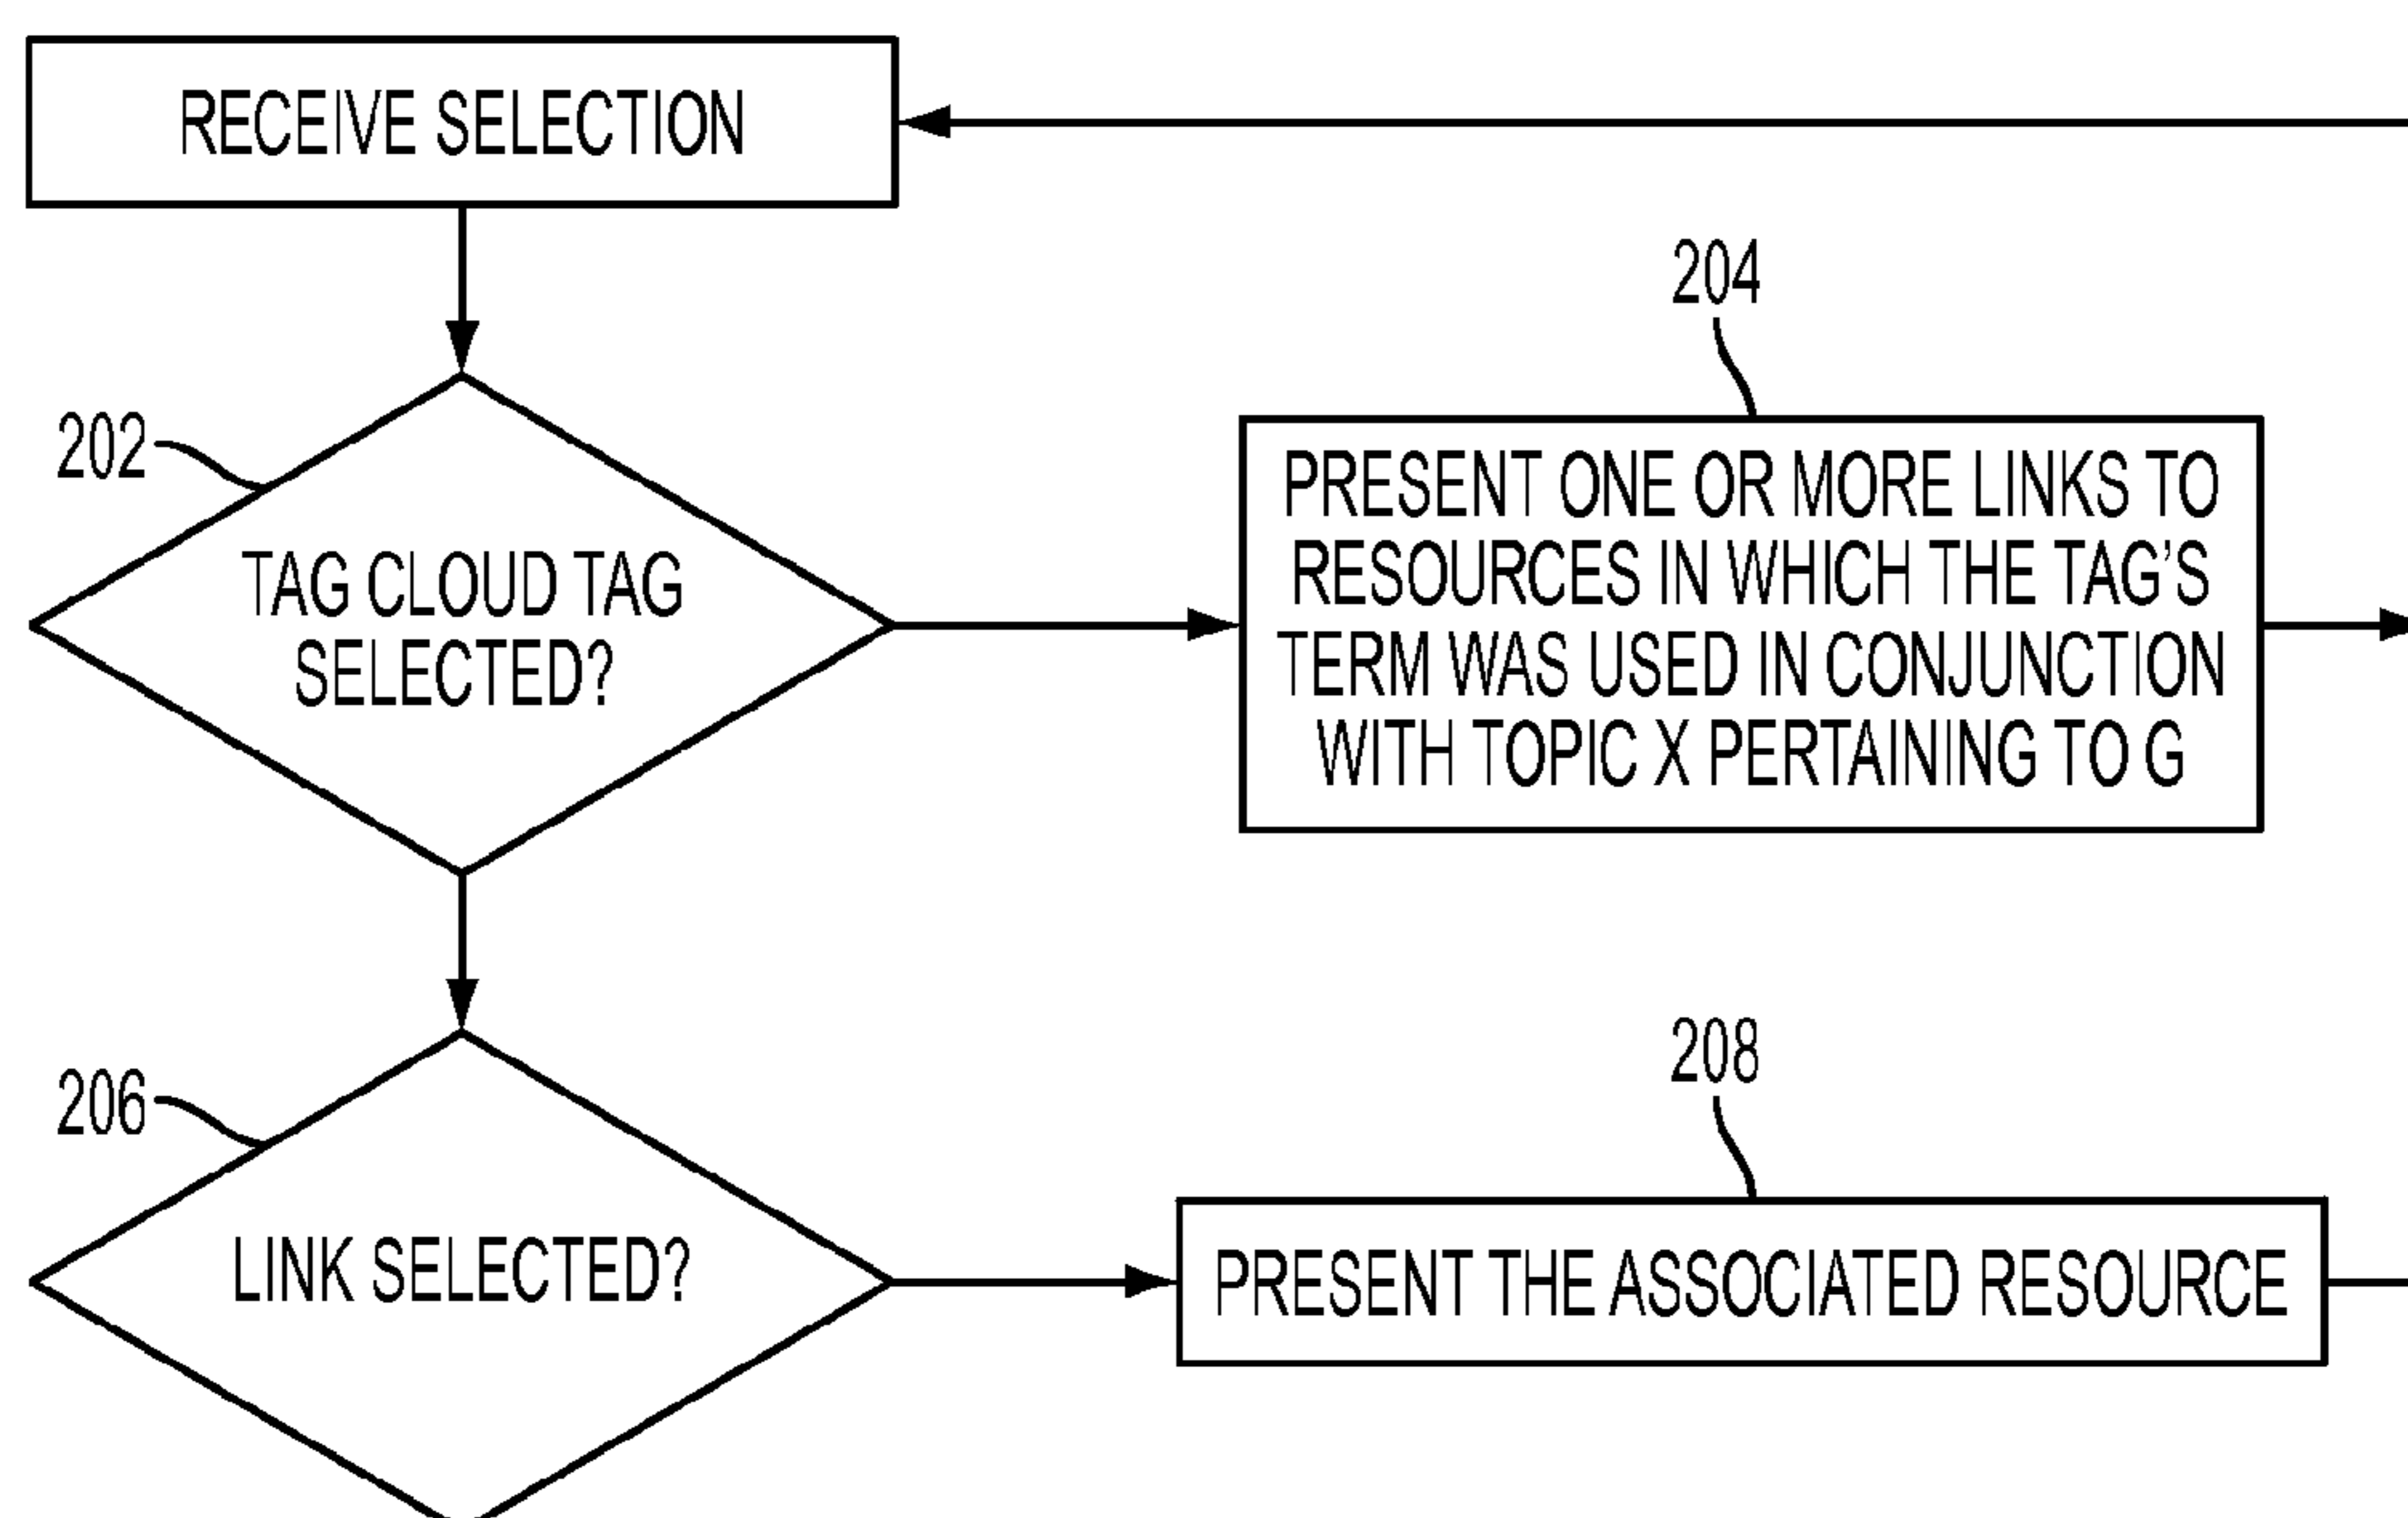 RECEIVE SELECTION
204
202
PRESENT ONE OR MORE LINKS TO
RESOURCES IN WHICH THE TAG'S
TERM WAS USED IN CONJUNCTION
WITH TOPIC X PERTAINING TO G
TAG CLOUD TAG
SELECTED?
208
206
LINK SELECTED?
PRESENT THE ASSOCIATED RESOURCE